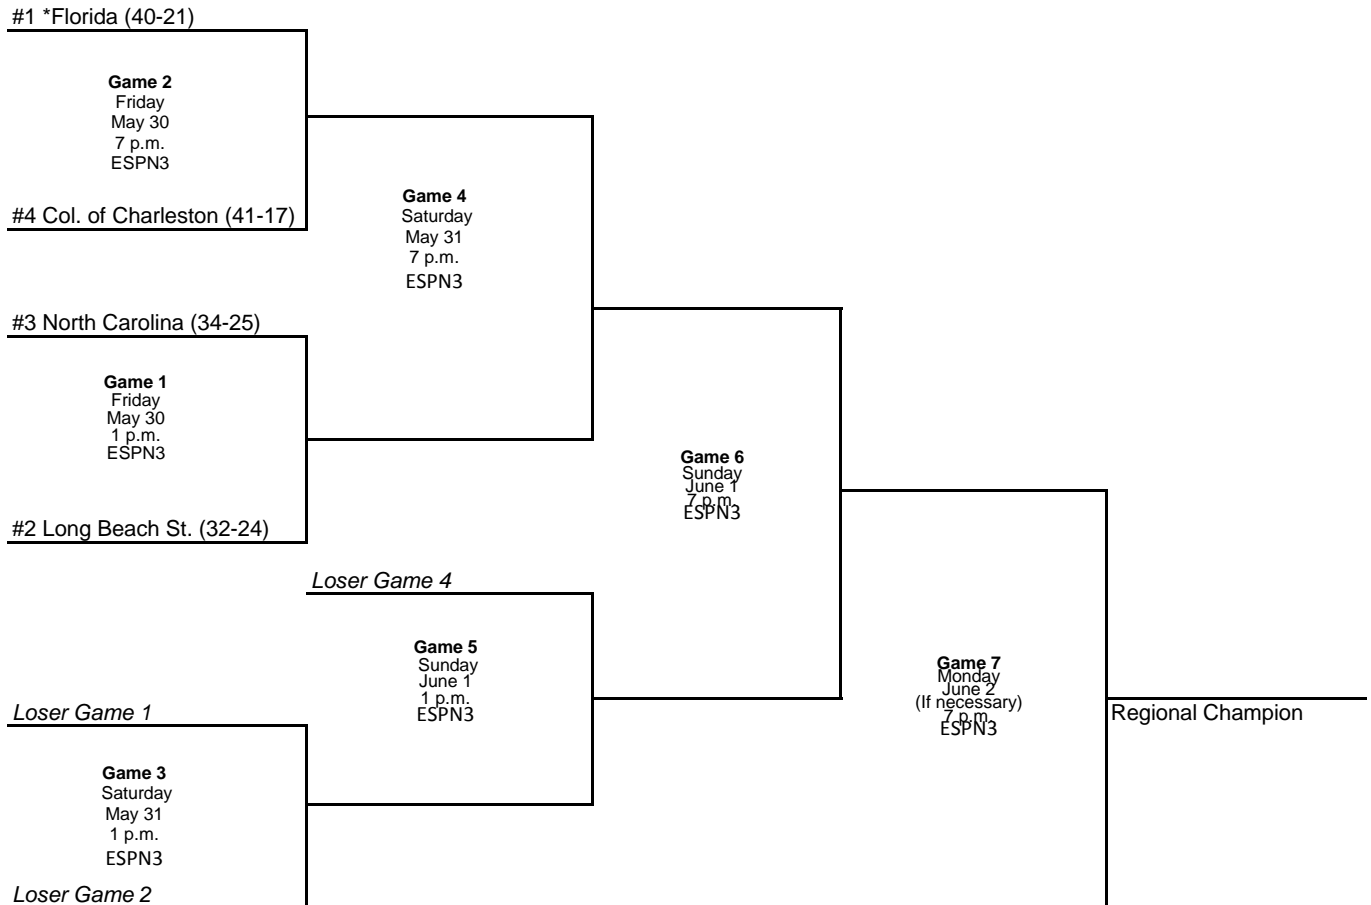 #1 *Florida (40-21)
Game 2
Friday
May 30
7 p.m.
ESPN3
#4 Col. of Charleston (41-17)
Game 4
Saturday
May 31
7 p.m.
ESPN3
#3 North Carolina (34-25)
Game 1
Friday
May 30
1 p.m.
ESPN3
#2 Long Beach St. (32-24)
Game 6
Sunday
June 1
7 p.m.
ESPN3
Loser Game 4
Game 5
Sunday
June 1
1 p.m.
ESPN3
Game 7
Monday
June 2
(If necessary)
7 p.m.
ESPN3
Regional Champion
Loser Game 1
Game 3
Saturday
May 31
1 p.m.
ESPN3
Loser Game 2